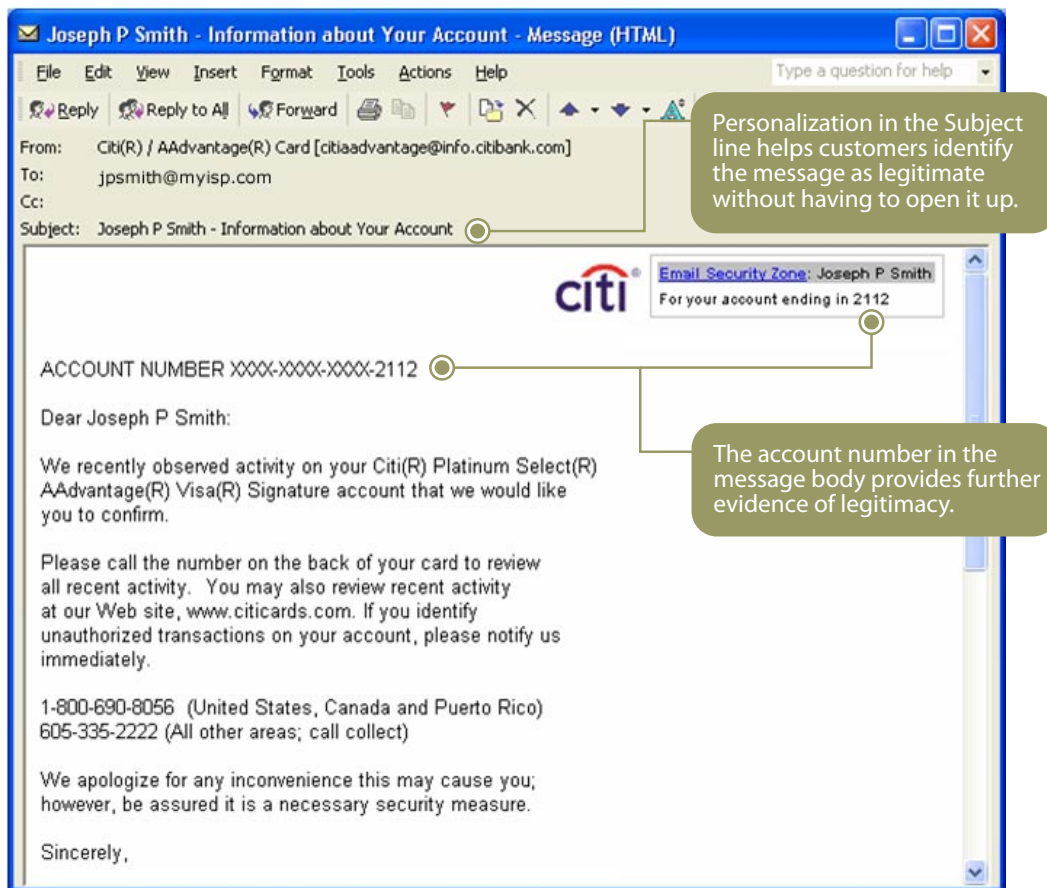 Joseph P Smith - Information about Your Account - Message (HTML)
File Edit View Insert Format Tools Actions Help
Type a question for help
Reply Reply to All Forward
From: Citi(R) / AAdvantage(R) Card [citiaadvantage@info.citibank.com]
To: jpsmith@myisp.com
Cc:
Subject: Joseph P Smith - Information about Your Account
Personalization in the Subject
line helps customers identify
the message as legitimate
without having to open it up.
citi®
Email Security Zone: Joseph P Smith
For your account ending in 2112
ACCOUNT NUMBER XXXX-XXXX-XXXX-2112
Dear Joseph P Smith:
We recently observed activity on your Citi(R) Platinum Select(R)
AAdvantage(R) Visa(R) Signature account that we would like
you to confirm.
The account number in the
message body provides further
evidence of legitimacy.
Please call the number on the back of your card to review
all recent activity. You may also review recent activity
at our Web site, www.citicards.com. If you identify
unauthorized transactions on your account, please notify us
immediately.
1-800-690-8056 (United States, Canada and Puerto Rico)
605-335-2222 (All other areas; call collect)
We apologize for any inconvenience this may cause you;
however, be assured it is a necessary security measure.
Sincerely,